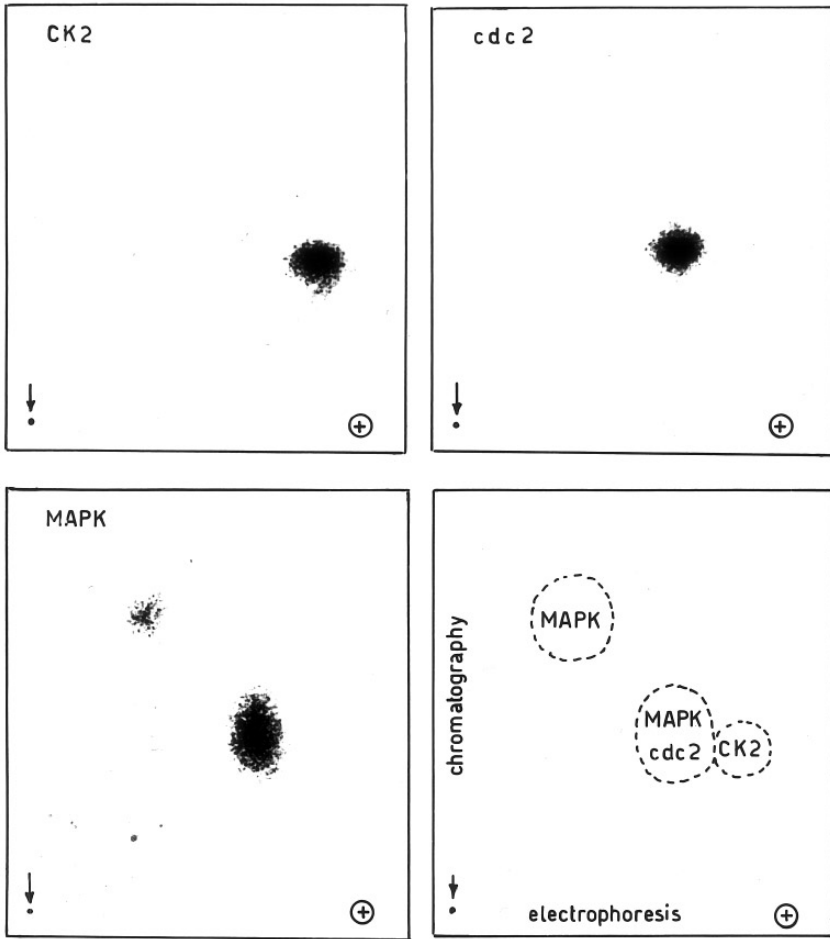 CK2
cdc2
+
+
MAPK
MAPK
MAPK
cdc2
CK2
chromatography
+
electrophoresis
+